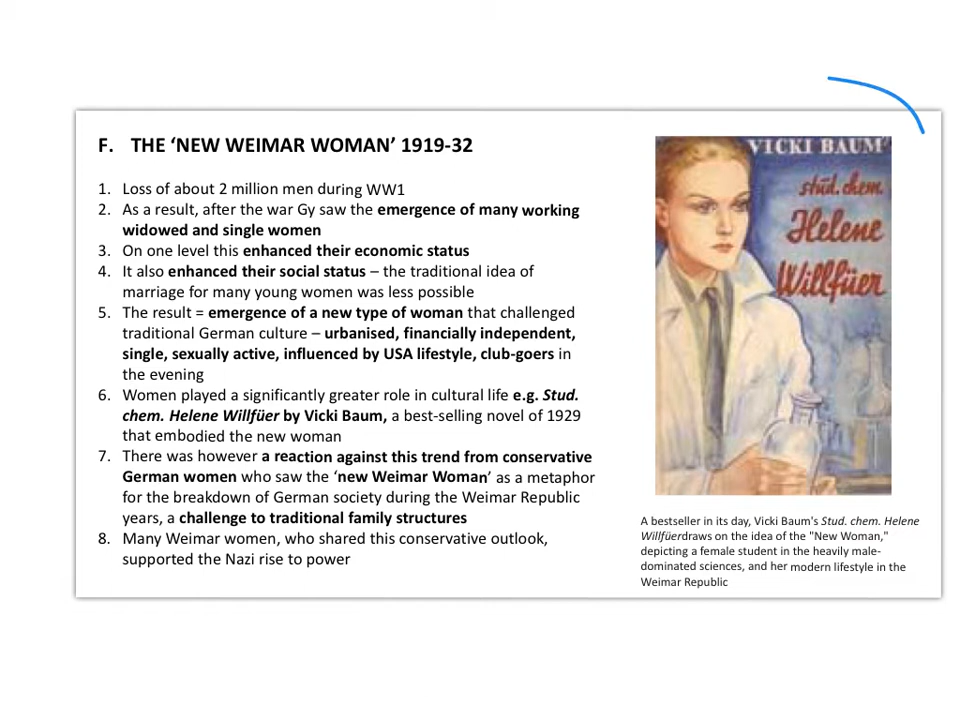 F. THE ‘NEW WEIMAR WOMAN’ 1919-32
1. Loss of about 2 million men during WW1
2. As a result, after the war Gy saw the emergence of many working
widowed and single women
3. On one level this enhanced their economic status
4. It also enhanced their social status – the traditional idea of
marriage for many young women was less possible
5. The result = emergence of a new type of woman that challenged
traditional German culture – urbanised, financially independent,
single, sexually active, influenced by USA lifestyle, club-goers in
the evening
6. Women played a significantly greater role in cultural life e.g. Stud.
chem. Helene Willfüer by Vicki Baum, a best-selling novel of 1929
that embodied the new woman
7. There was however a reaction against this trend from conservative
German women who saw the ‘new Weimar Woman’ as a metaphor
for the breakdown of German society during the Weimar Republic
years, a challenge to traditional family structures
8. Many Weimar women, who shared this conservative outlook,
supported the Nazi rise to power
VICKI BAUM
stud. chem.
Helene
Willfüer
A bestseller in its day, Vicki Baum's Stud. chem. Helene
Willfüerdraws on the idea of the "New Woman,"
depicting a female student in the heavily male-
dominated sciences, and her modern lifestyle in the
Weimar Republic